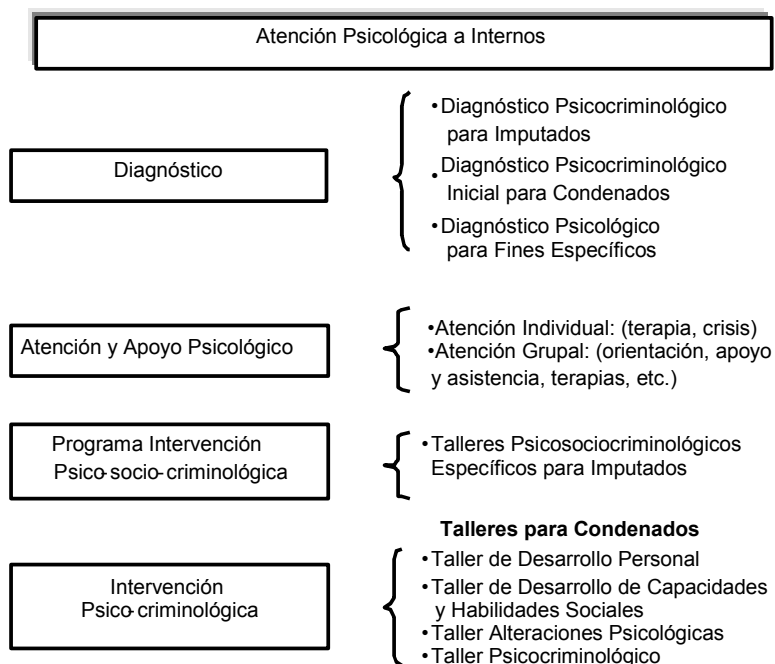 Atención Psicológica a Internos
Diagnóstico
•Diagnóstico Psicocriminológico
para Imputados
•Diagnóstico Psicocriminológico
Inicial para Condenados
•Diagnóstico Psicológico
para Fines Específicos
Atención y Apoyo Psicológico
•Atención Individual: (terapia, crisis)
•Atención Grupal: (orientación, apoyo
y asistencia, terapias, etc.)
Programa Intervención
Psico-socio-criminológica
•Talleres Psicosociocriminológicos
Específicos para Imputados
Intervención
Psico-criminológica
Talleres para Condenados
•Taller de Desarrollo Personal
•Taller de Desarrollo de Capacidades
y Habilidades Sociales
•Taller Alteraciones Psicológicas
•Taller Psicocriminológico